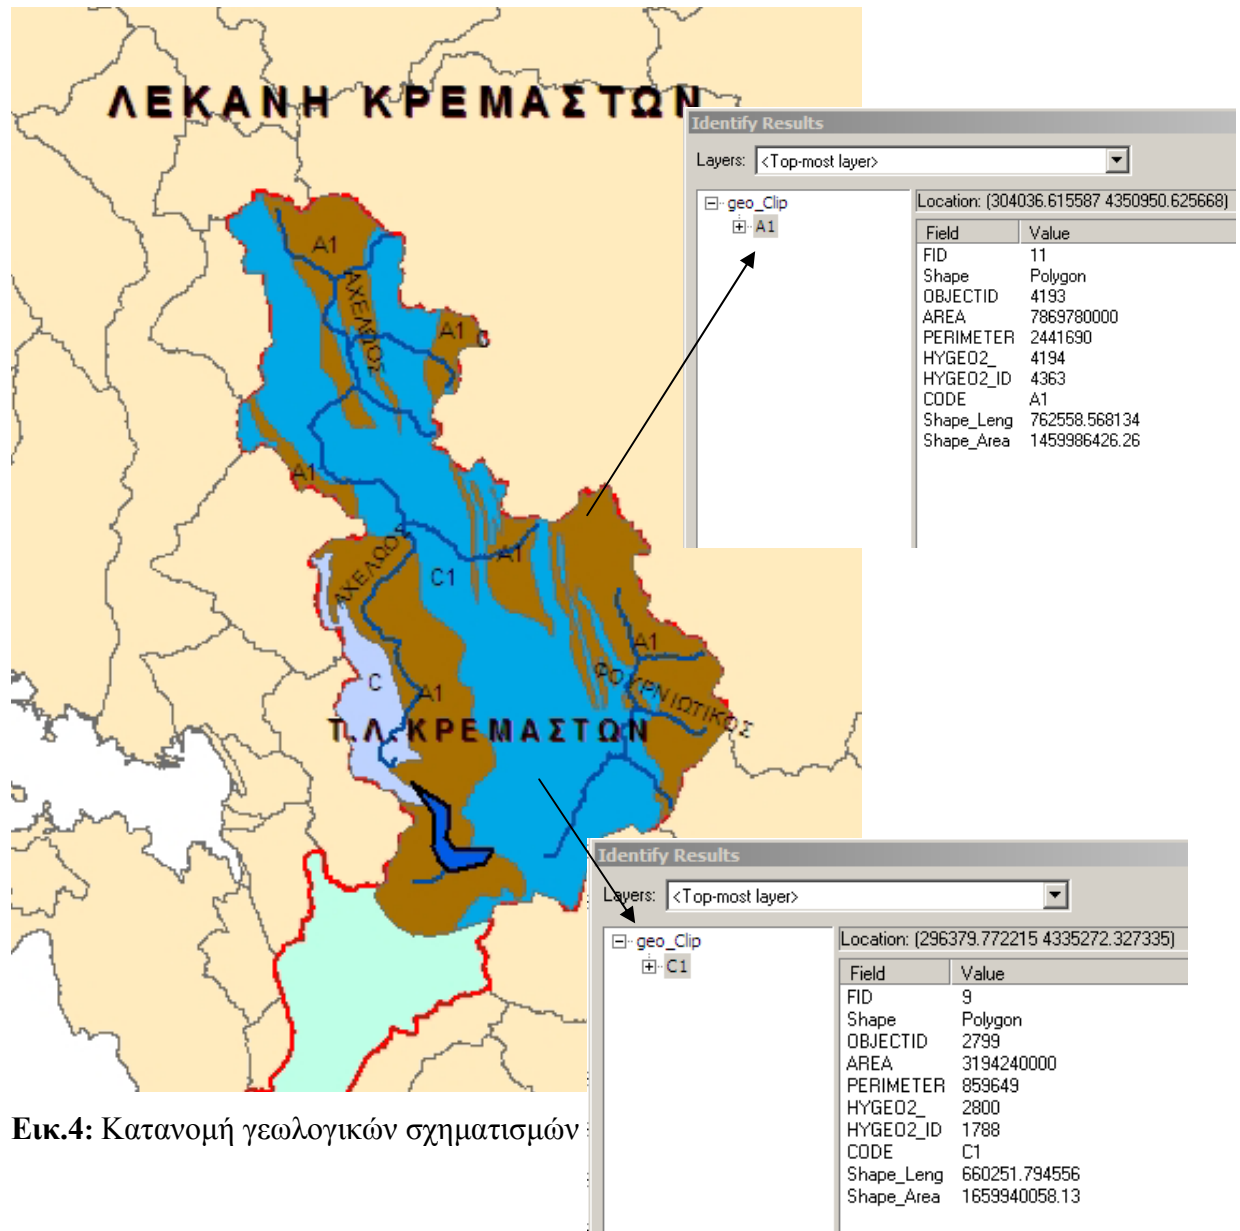 ΛΕΚΑΝΗ ΚΡΕΜΑΣΤΩΝ
Identify Results
Layers: <Top-most layer>
geo_Clip
A1
Location: (304036.615587 4350950.625668)
Field Value
FID 11
Shape Polygon
OBJECTID 4193
AREA 7869780000
PERIMETER 2441690
HYGEO2_ 4194
HYGEO2_ID 4363
CODE A1
Shape_Leng 762558.568134
Shape_Area 1459986426.26
A1
ΑΧΕΛΩΟΣ
A1
A1
ΑΧΕΛΩΟΣ
A1
C1
A1
C
A1
ΦΟΥΡΝΙΩΤΙΚΟΣ
Τ.Λ.ΚΡΕΜΑΣΤΩΝ
Identify Results
Layers: <Top-most layer>
geo_Clip
C1
Location: (296379.772215 4335272.327335)
Field Value
FID 9
Shape Polygon
OBJECTID 2799
AREA 3194240000
PERIMETER 859649
HYGEO2_ 2800
HYGEO2_ID 1788
CODE C1
Shape_Leng 660251.794556
Shape_Area 1659940058.13
Εικ.4: Κατανομή γεωλογικών σχηματισμών